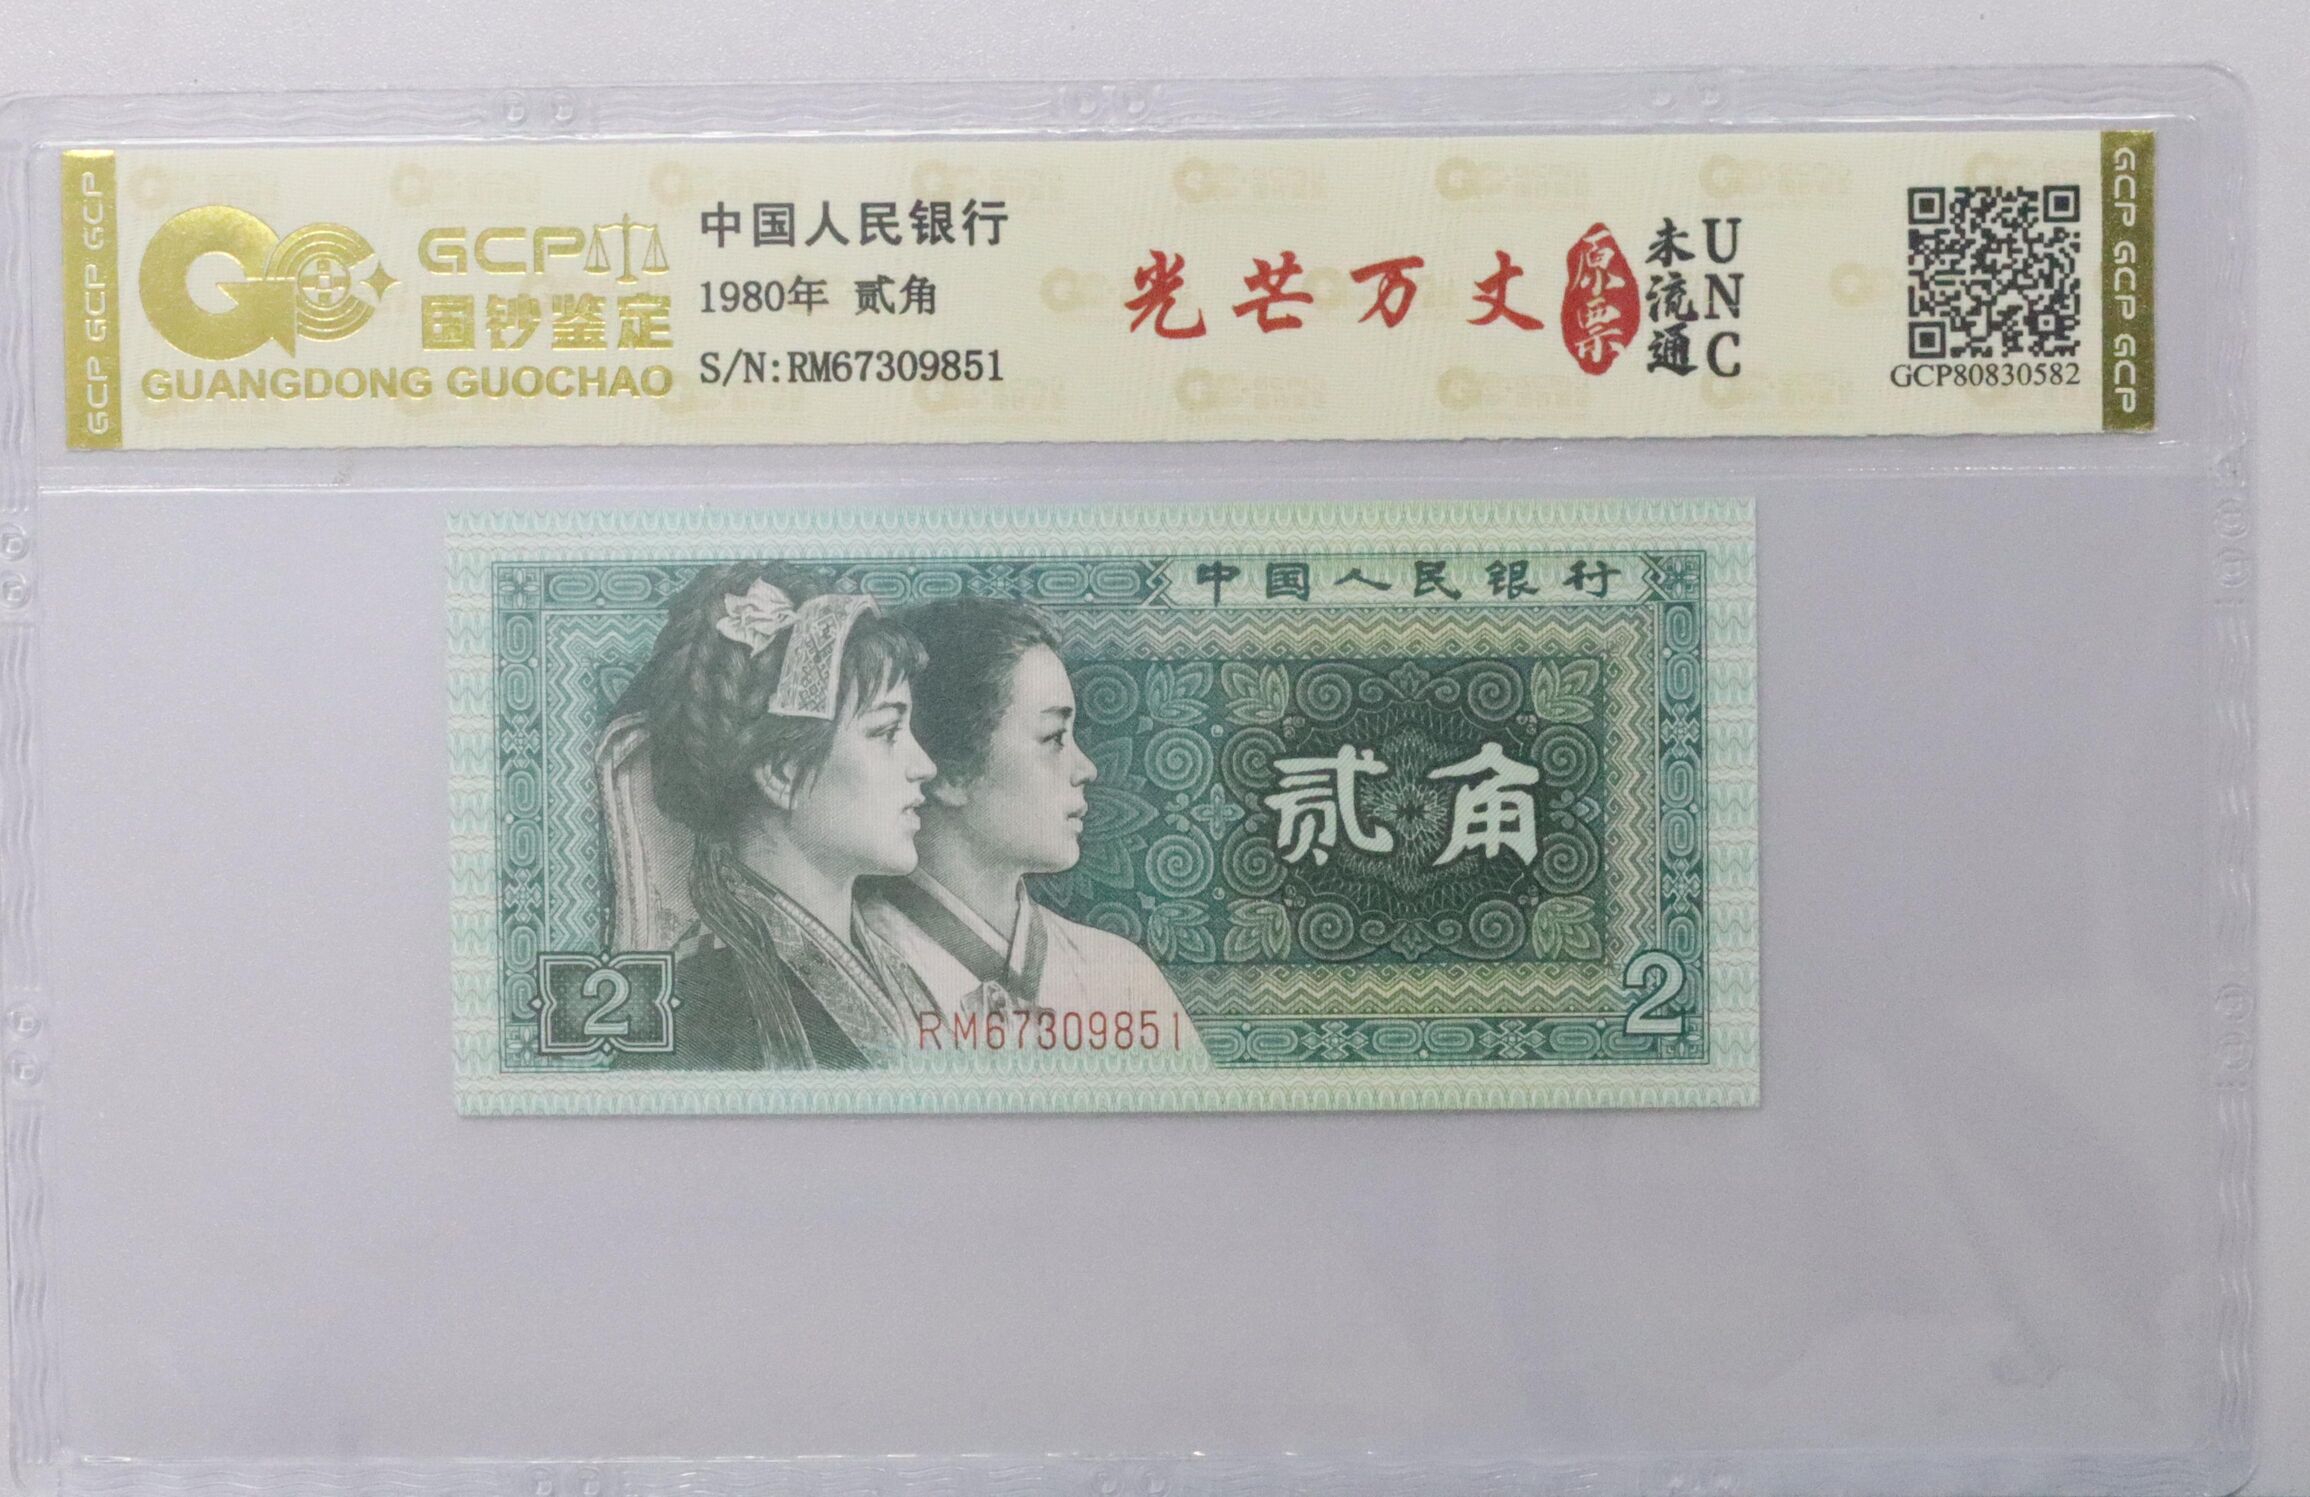 GCP GCP GCP
GCP
国钞鉴定
GUANGDONG GUOCHAO
中国人民银行
1980年 贰角
S/N:RM67309851
光芒万丈
原票
未流通
UNC
GCP80830582
GCP GCP GCP
中国人民银行
贰角
2
RM67309851
2